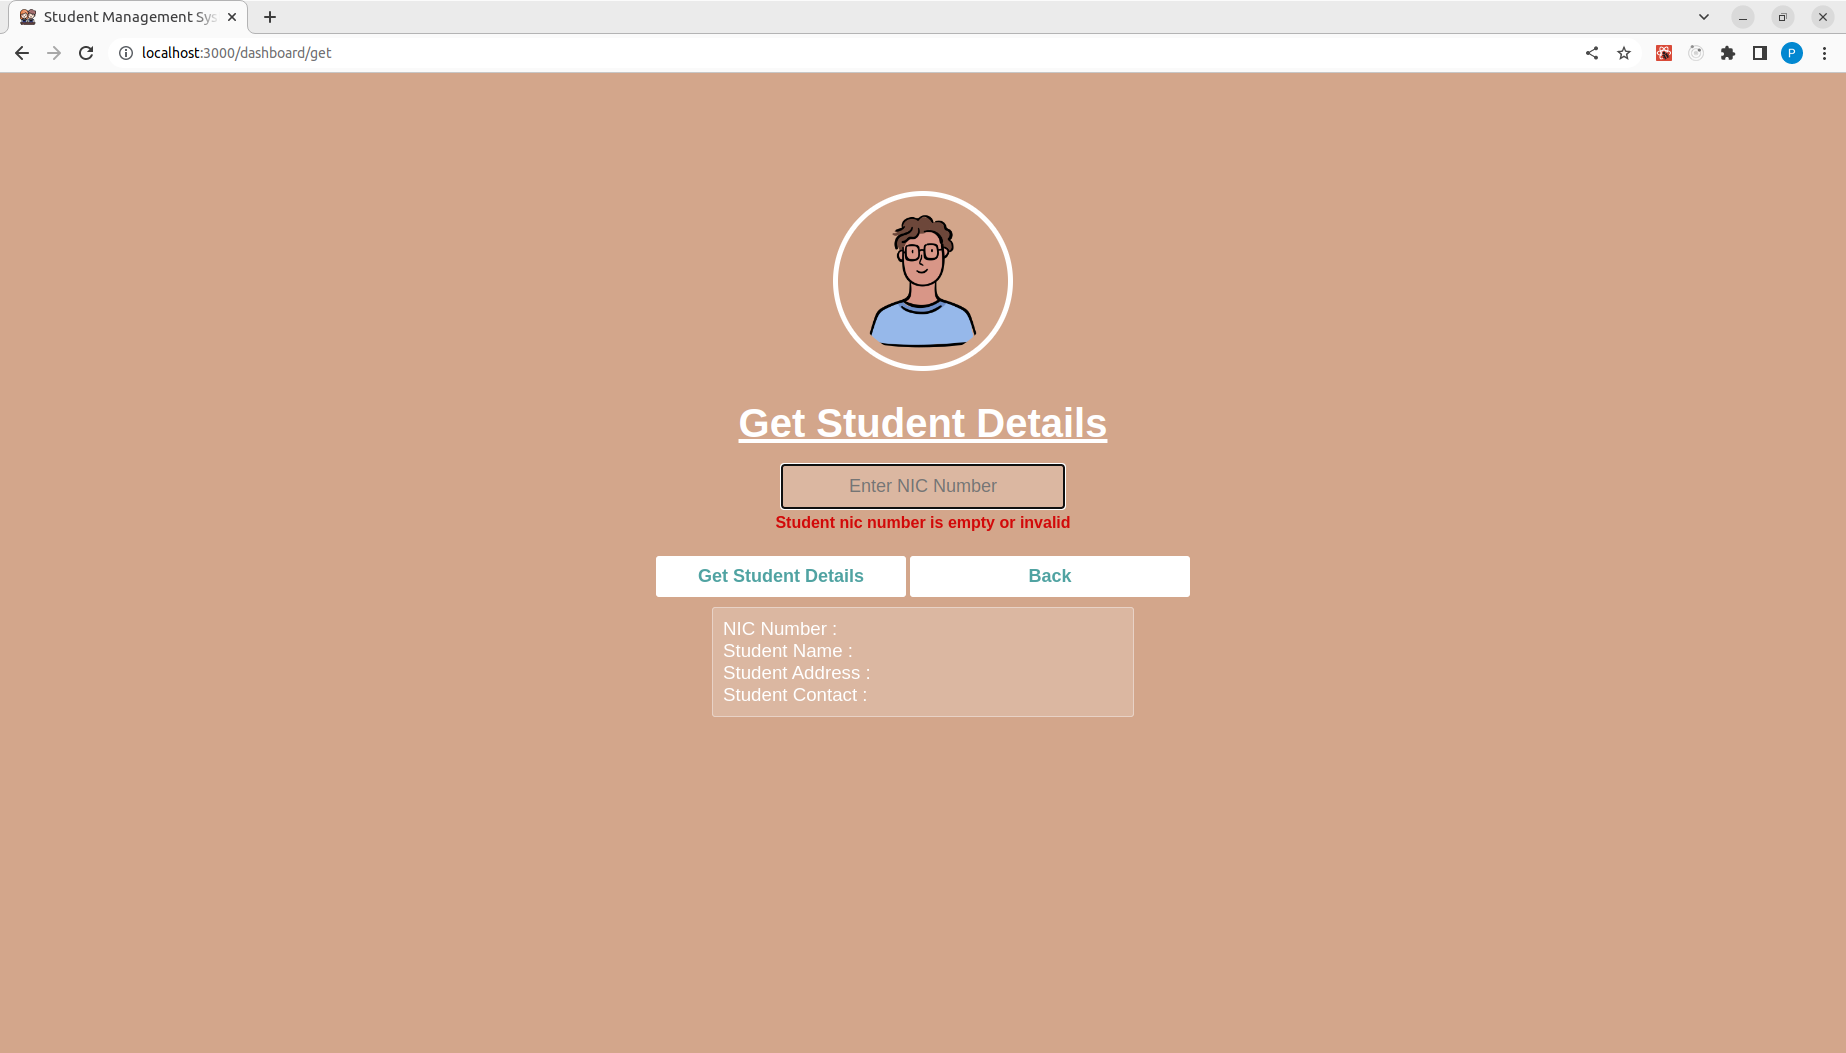 Student Management Sys
localhost:3000/dashboard/get
P
Get Student Details
Enter NIC Number
Student nic number is empty or invalid
Get Student Details
Back
NIC Number :
Student Name :
Student Address :
Student Contact :